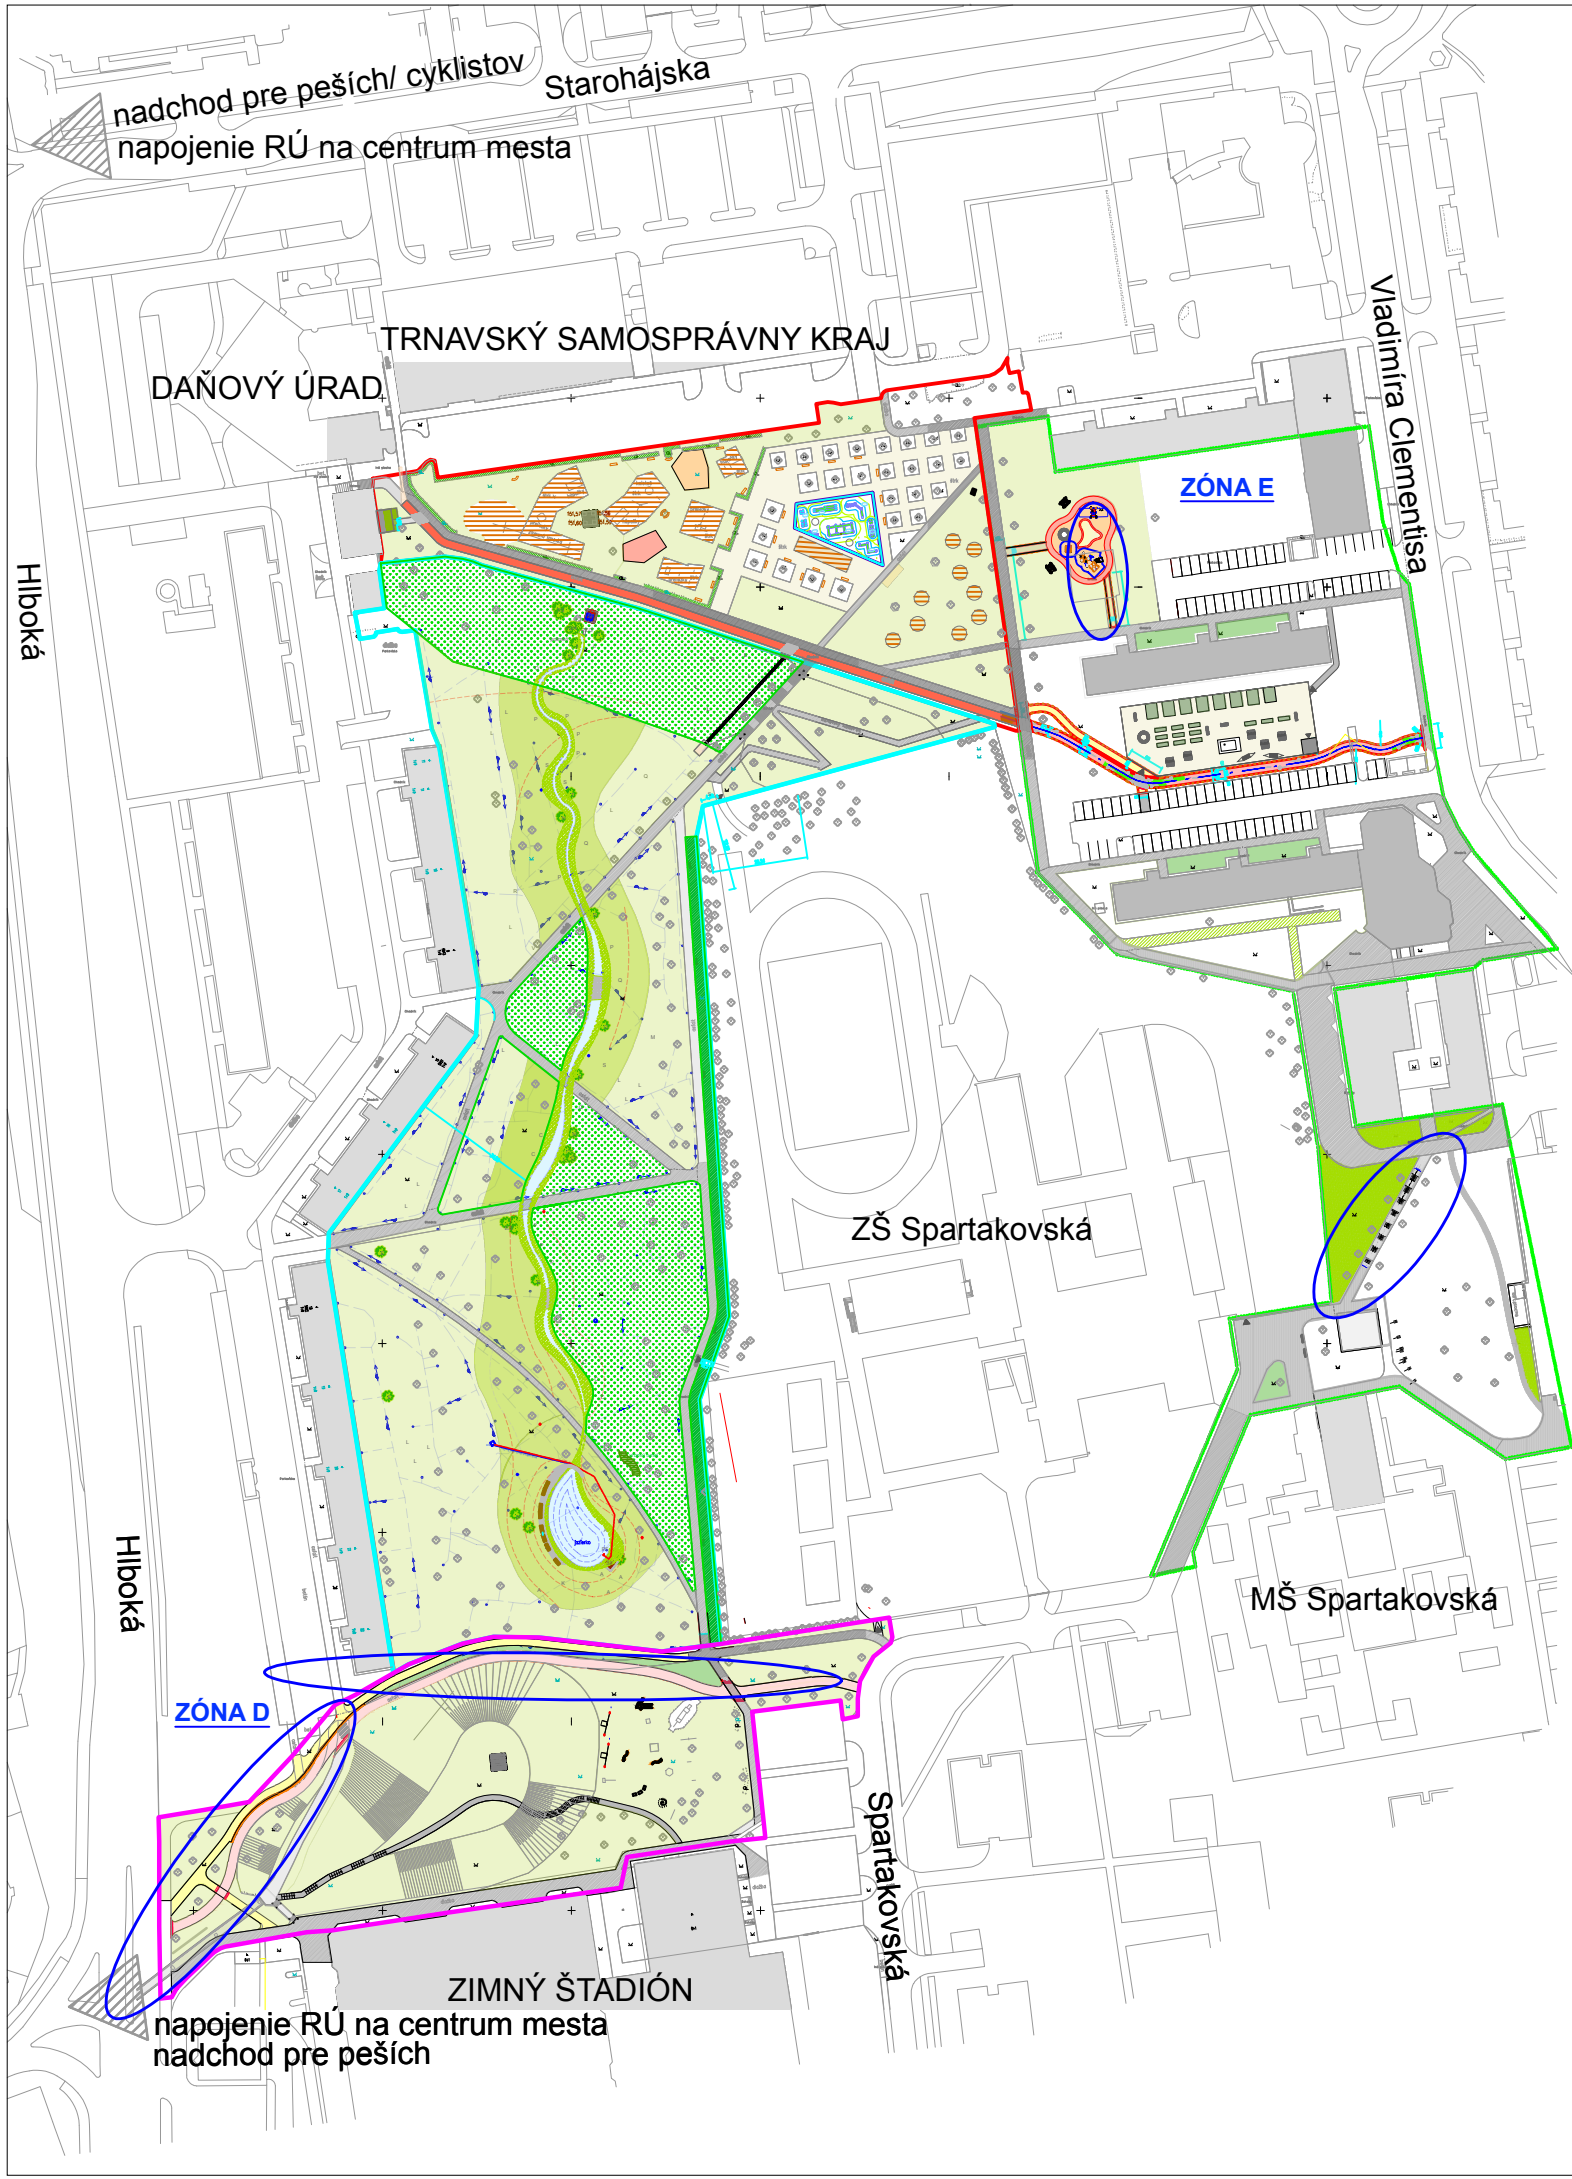 nadchod pre peších/ cyklistov
Starohájska
napojenie RÚ na centrum mesta
TRNAVSKÝ SAMOSPRÁVNY KRAJ
DAŇOVÝ ÚRAD
Vladimíra Clementisa
ZÓNA E
Hlboká
ZŠ Spartakovská
Jazierko
Hlboká
MŠ Spartakovská
ZÓNA D
Spartakovská
ZIMNÝ ŠTADIÓN
napojenie RÚ na centrum mesta
nadchod pre peších